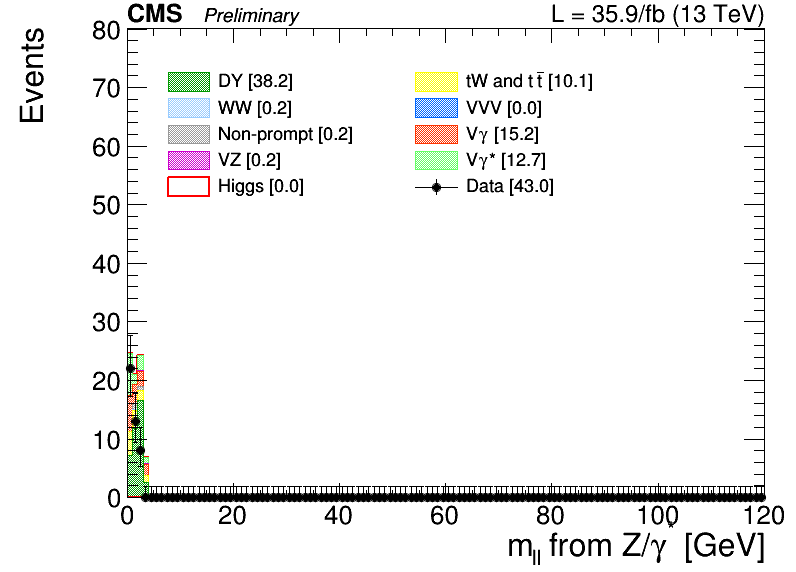 CMS Preliminary L = 35.9/fb (13 TeV)
Events
80
70
60
50
40
30
20
10
0
DY [38.2]
WW [0.2]
Non-prompt [0.2]
VZ [0.2]
Higgs [0.0]
tW and tt̅ [10.1]
VVV [0.0]
Vγ [15.2]
Vγ* [12.7]
Data [43.0]
0 20 40 60 80 100 120
m_ll from Z/γ* [GeV]